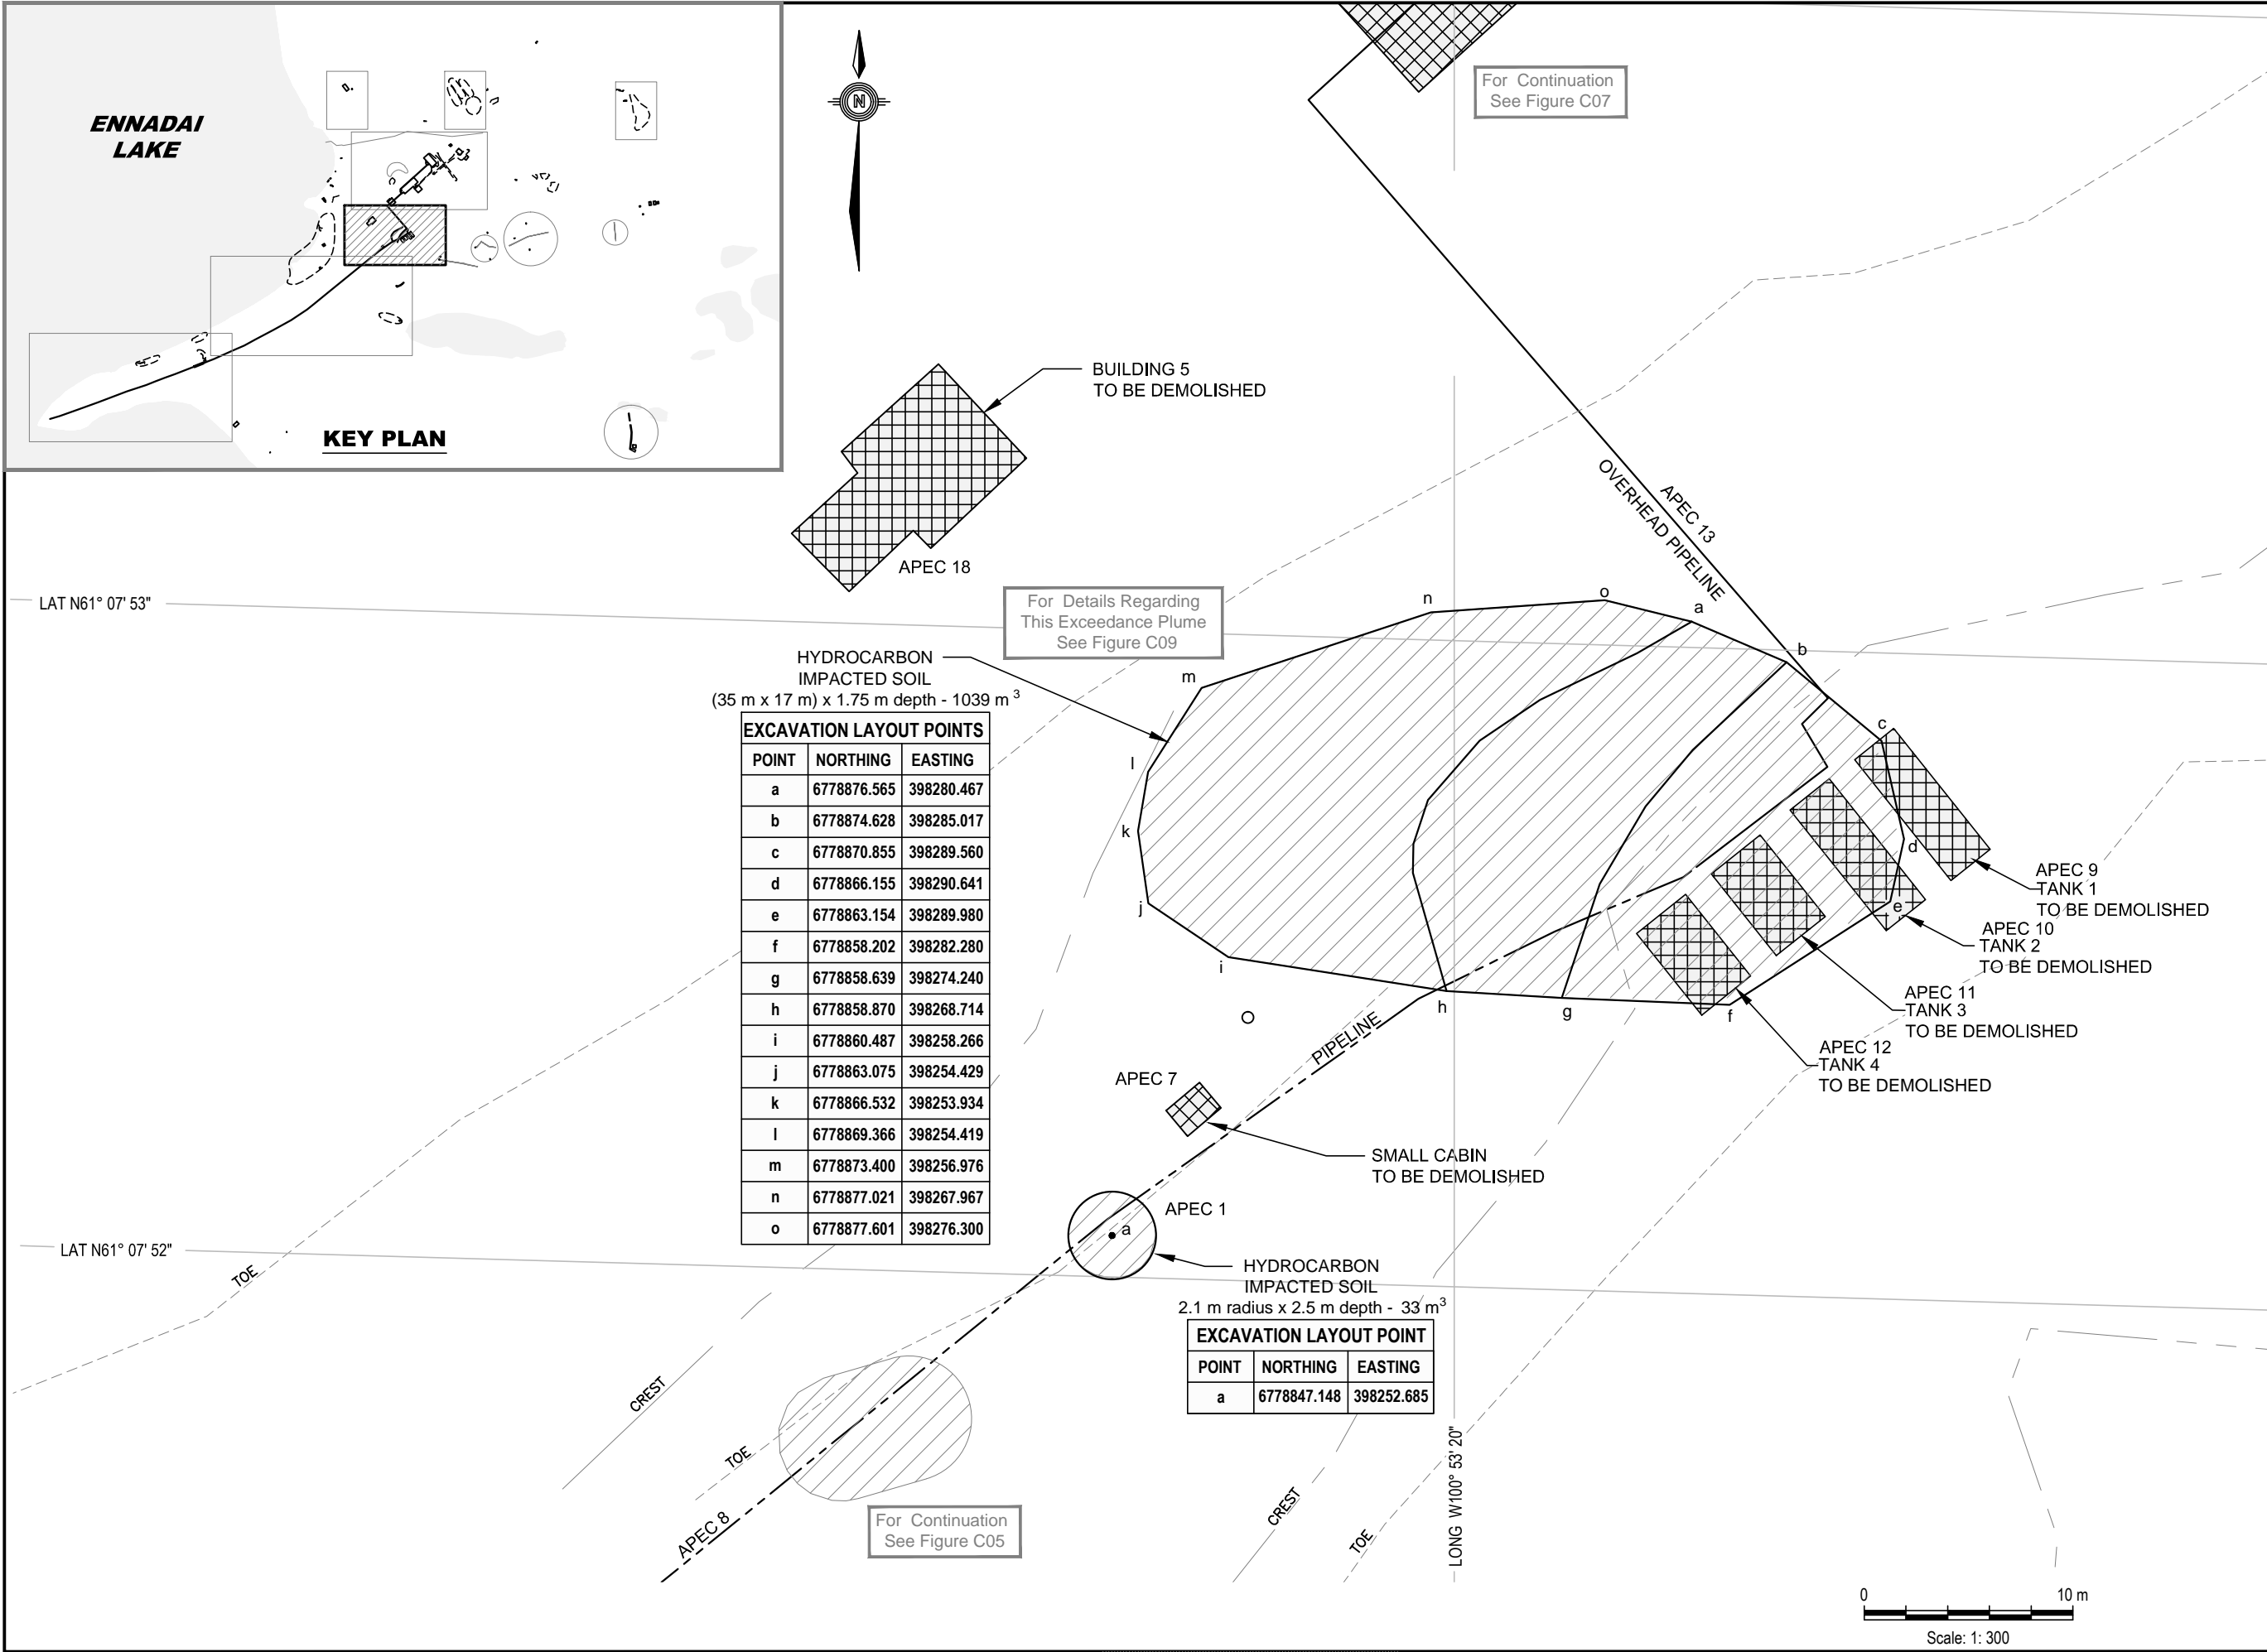 ENNADAI
LAKE
KEY PLAN
N
For Continuation
See Figure C07
BUILDING 5
TO BE DEMOLISHED
APEC 18
APEC 13
OVERHEAD PIPELINE
LAT N61° 07' 53"
For Details Regarding
This Exceedance Plume
See Figure C09
HYDROCARBON
IMPACTED SOIL
(35 m x 17 m) x 1.75 m depth - 1039 m³
EXCAVATION LAYOUT POINTS
POINT NORTHING EASTING
a 6778876.565 398280.467
b 6778874.628 398285.017
c 6778870.855 398289.560
d 6778866.155 398290.641
e 6778863.154 398289.980
f 6778858.202 398282.280
g 6778858.639 398274.240
h 6778858.870 398268.714
i 6778860.487 398258.266
j 6778863.075 398254.429
k 6778866.532 398253.934
l 6778869.366 398254.419
m 6778873.400 398256.976
n 6778877.021 398267.967
o 6778877.601 398276.300
n
o
a
b
m
c
l
k
d
j
e
i
h
g
f
APEC 9
TANK 1
TO BE DEMOLISHED
APEC 10
TANK 2
TO BE DEMOLISHED
APEC 11
TANK 3
TO BE DEMOLISHED
APEC 12
TANK 4
TO BE DEMOLISHED
PIPELINE
APEC 7
SMALL CABIN
TO BE DEMOLISHED
APEC 1
a
LAT N61° 07' 52"
TOE
HYDROCARBON
IMPACTED SOIL
2.1 m radius x 2.5 m depth - 33 m³
EXCAVATION LAYOUT POINT
POINT NORTHING EASTING
a 6778847.148 398252.685
CREST
TOE
APEC 8
For Continuation
See Figure C05
CREST
TOE
LONG W100° 53' 20"
0 10 m
Scale: 1: 300